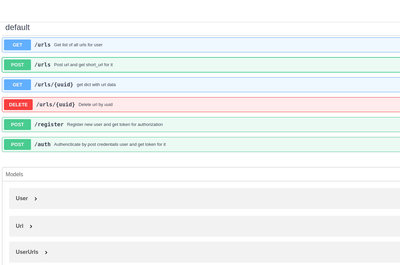 default
GET /urls Get list of all urls for user
POST /urls Post url and get short_url for it
GET /urls/{uuid} get dict with url data
DELETE /urls/{uuid} Delete url by uuid
POST /register Register new user and get token for authorization
POST /auth Authencticate by post credentials user and get token for it
Models
User
Url
UserUrls